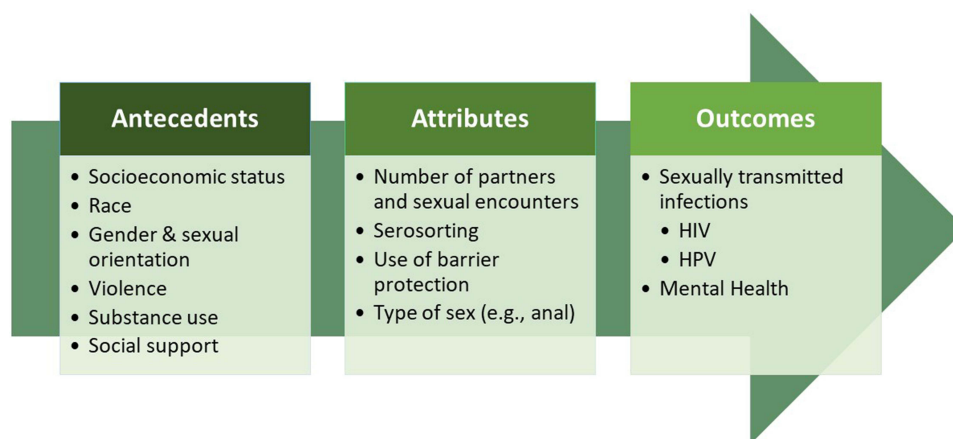 Antecedents
• Socioeconomic status
• Race
• Gender & sexual
orientation
• Violence
• Substance use
• Social support
Attributes
• Number of partners
and sexual encounters
• Serosorting
• Use of barrier
protection
• Type of sex (e.g., anal)
Outcomes
• Sexually transmitted
infections
• HIV
• HPV
• Mental Health